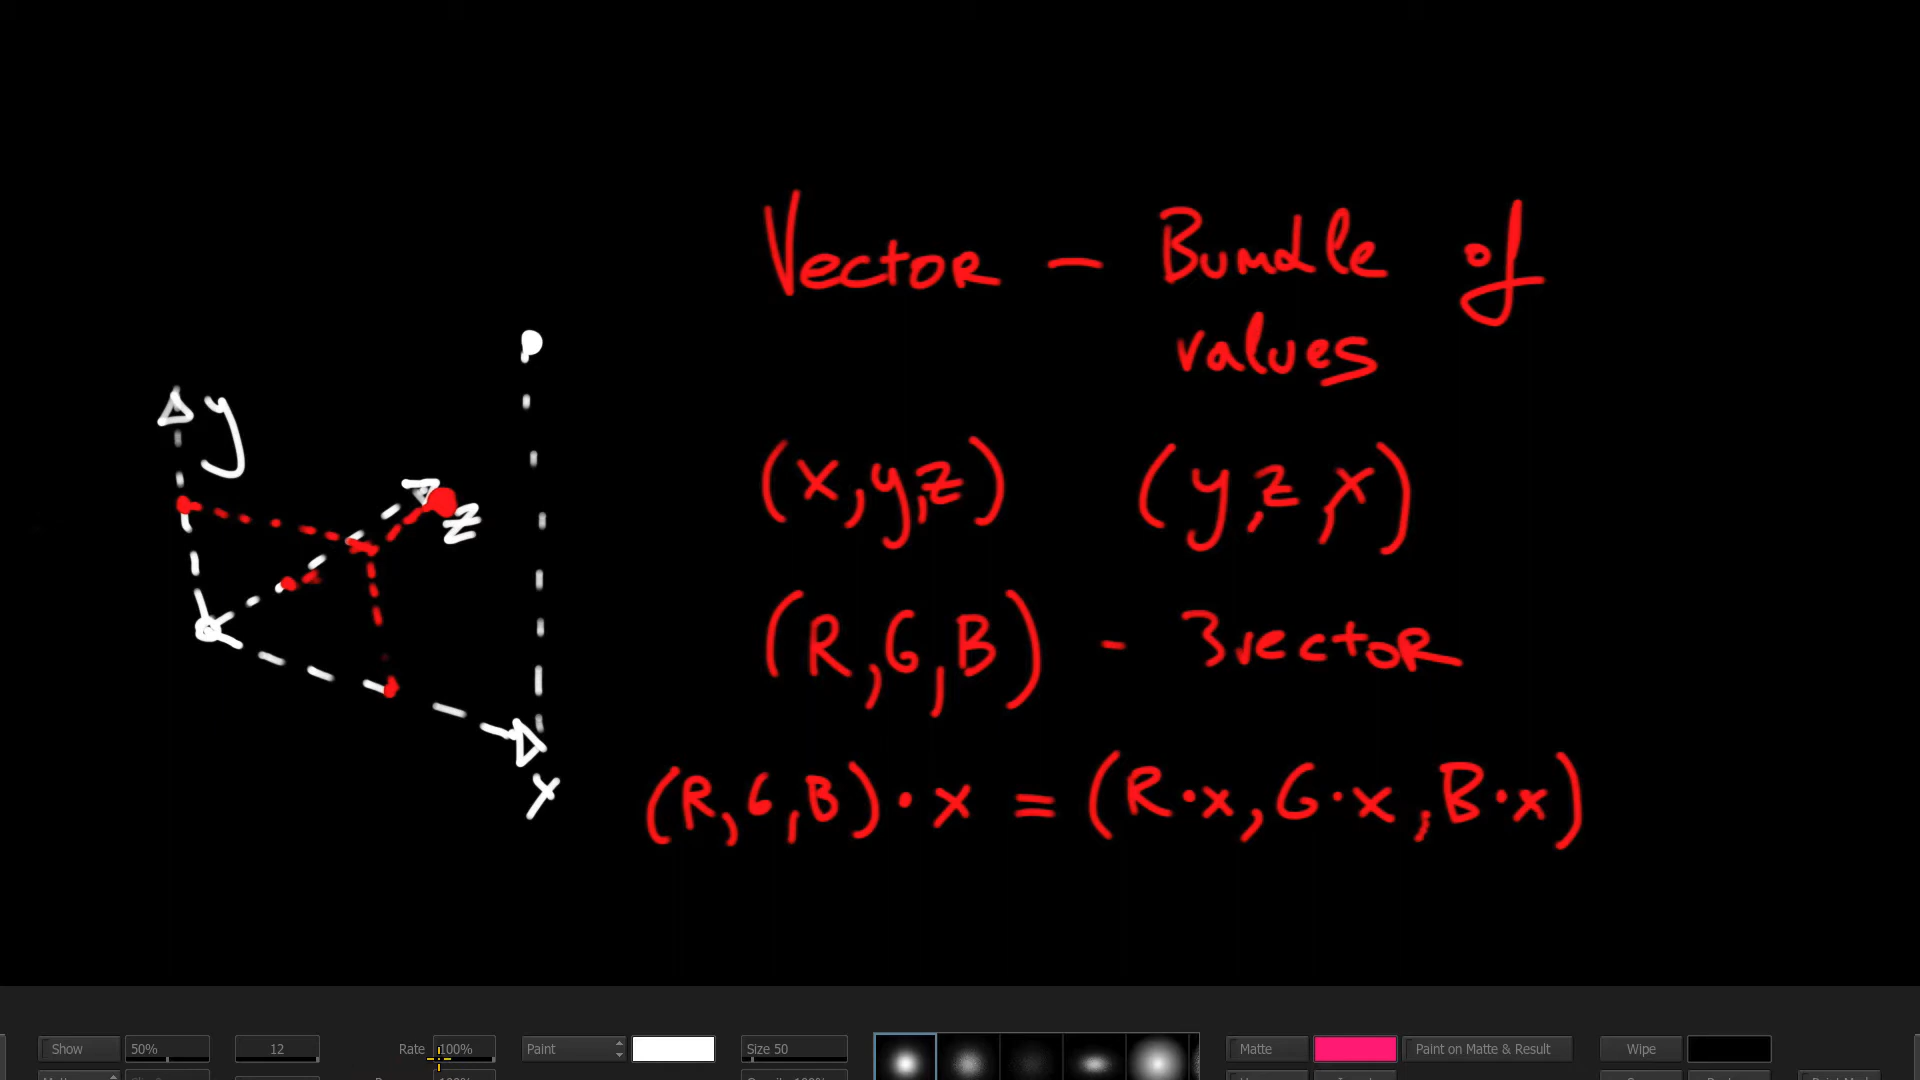 Vector – Bundle of
values
y
(x,y,z) (y,z,x)
z
(R,G,B) - 3vector
x
(R,G,B)·x = (R·x,G·x,B·x)
Show 50% 12 Rate 100% Paint Size 50 Matte Paint on Matte & Result Wipe